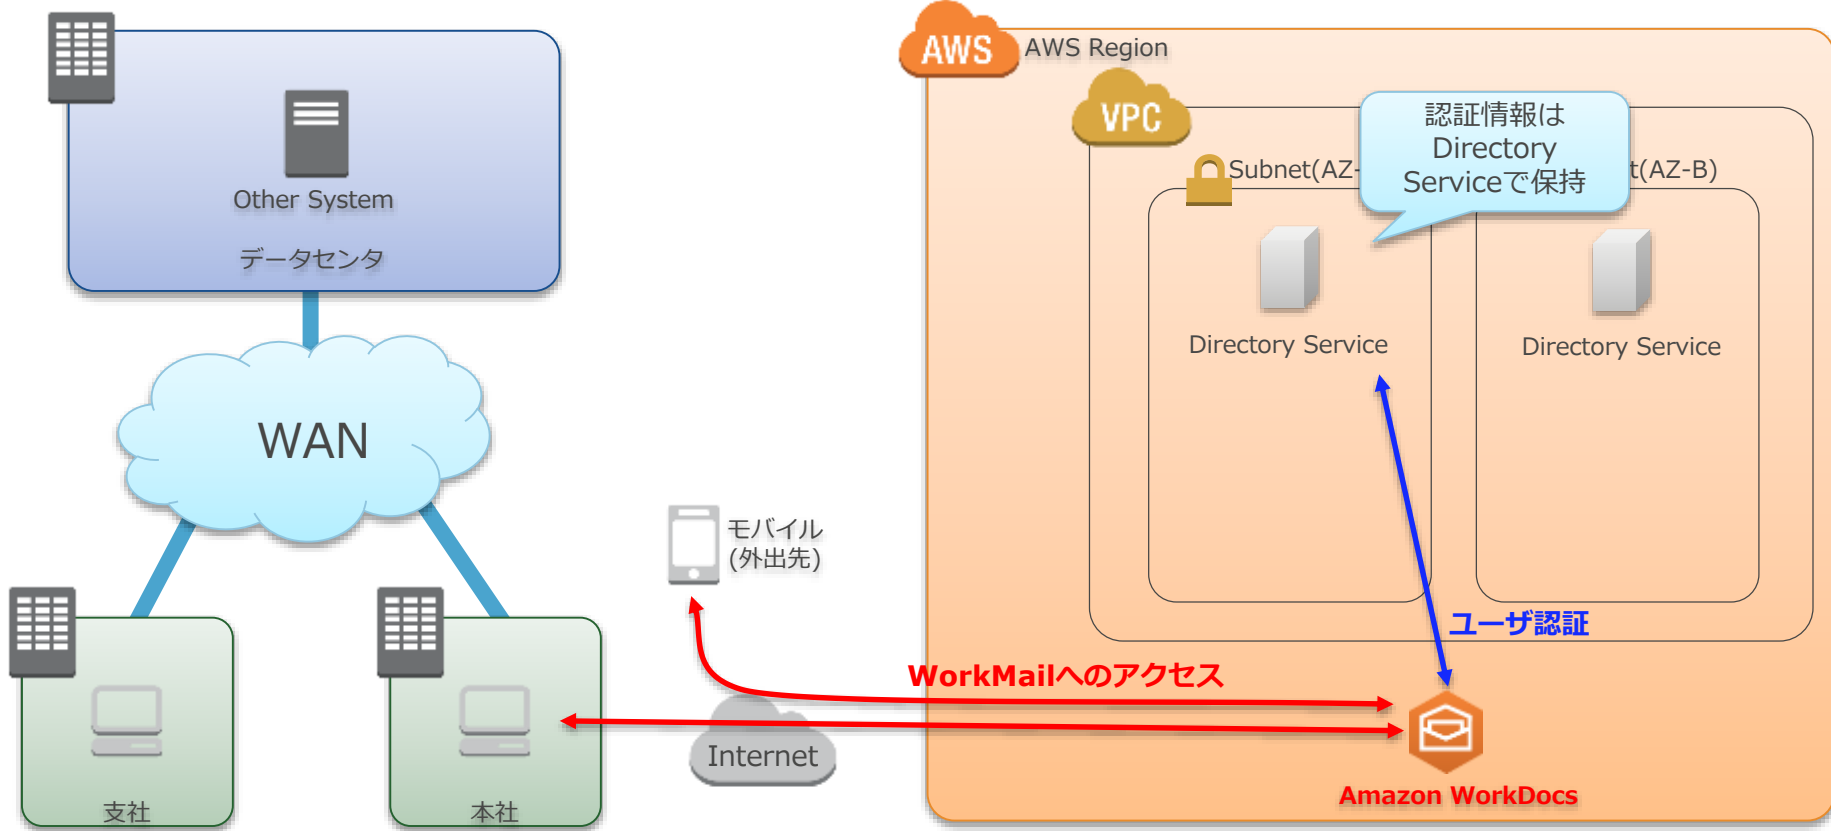 AWS
AWS Region
VPC
認証情報は
Directory
Serviceで保持
Subnet(AZ-
t(AZ-B)
Other System
データセンタ
Directory Service
Directory Service
WAN
モバイル
(外出先)
ユーザ認証
WorkMailへのアクセス
Internet
Amazon WorkDocs
支社
本社